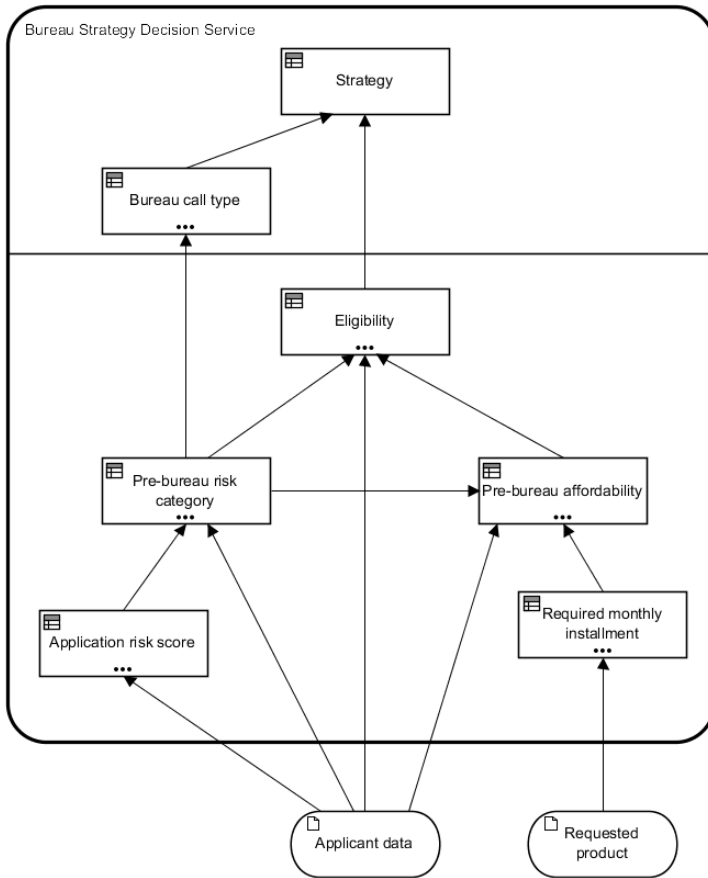 Bureau Strategy Decision Service
Strategy
Bureau call type
Eligibility
Pre-bureau risk
category
Pre-bureau affordability
Application risk score
Required monthly
installment
Applicant data
Requested
product